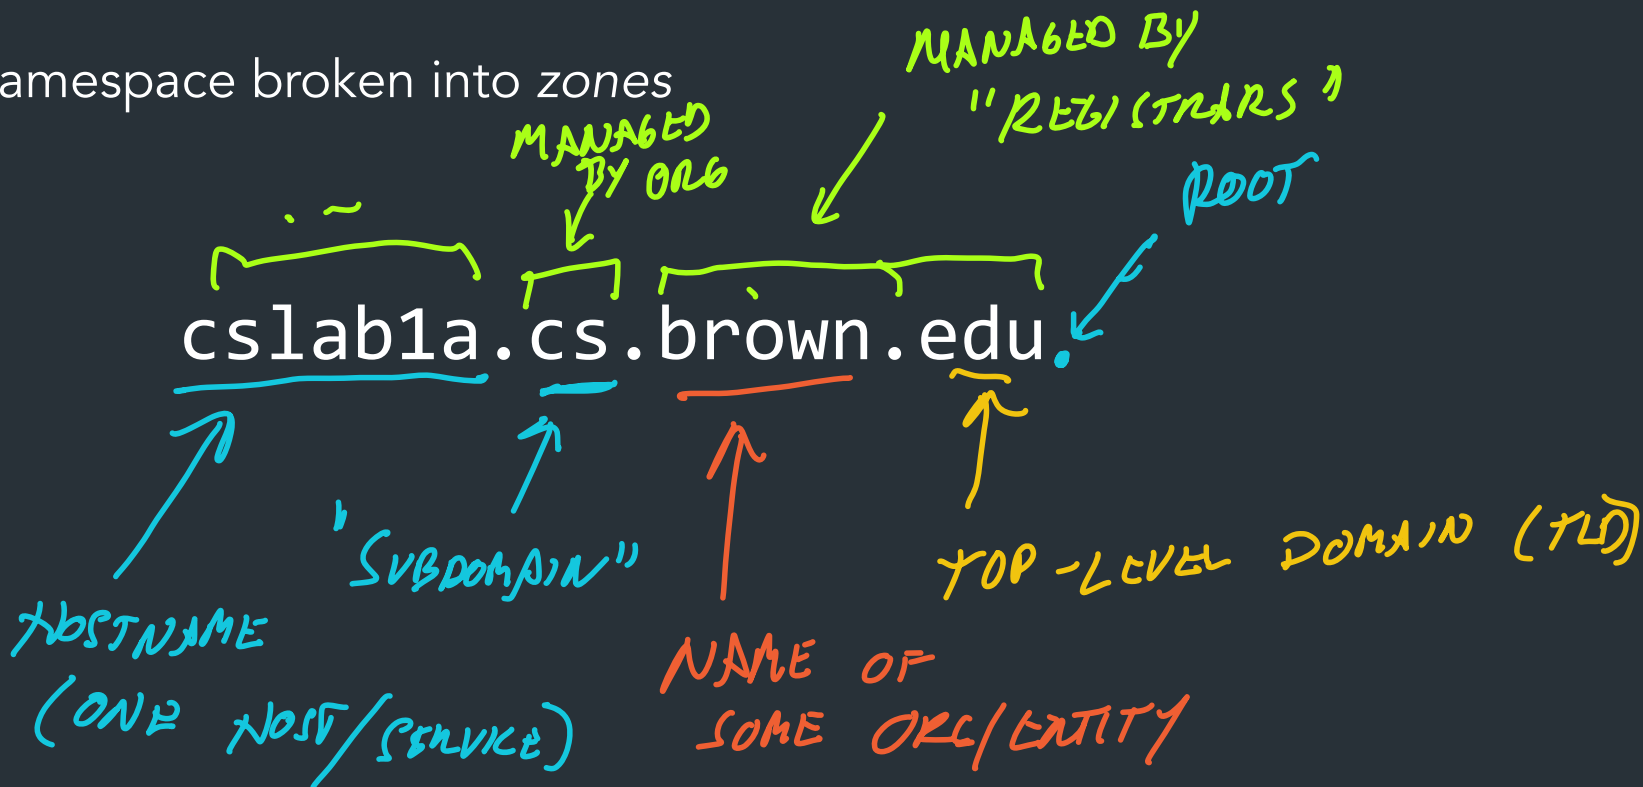 amespace broken into zones
MANAGED BY
"REGISTRARS"
MANAGED
BY ORG
ROOT
cslab1a.cs.brown.edu.
"SUBDOMAIN"
TOP-LEVEL DOMAIN (TLD)
HOSTNAME
(ONE HOST/SERVICE)
NAME OF
SOME ORG/ENTITY